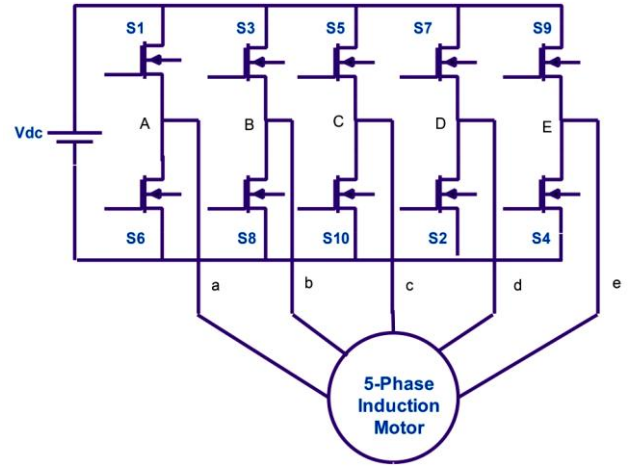 S1 S3 S5 S7 S9
A B C D E
Vdc
S6 S8 S10 S2 S4
a b c d e
5-Phase
Induction
Motor